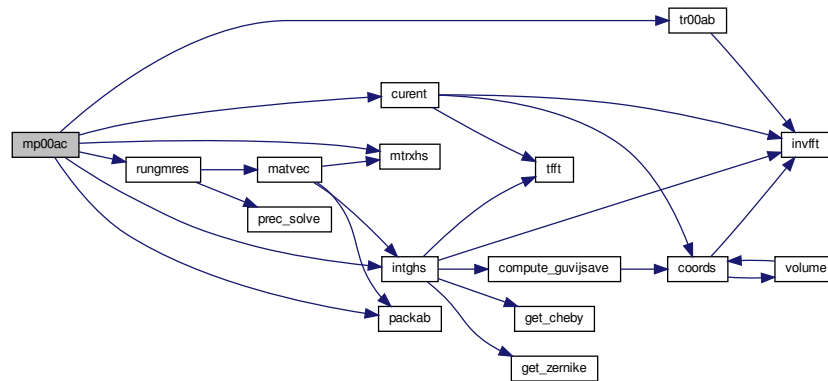 tr00ab
curent
mp00ac
invfft
mtrxhs
rungmres
matvec
tfft
prec_solve
intghs
compute_guvijsave
coords
volume
packab
get_cheby
get_zernike